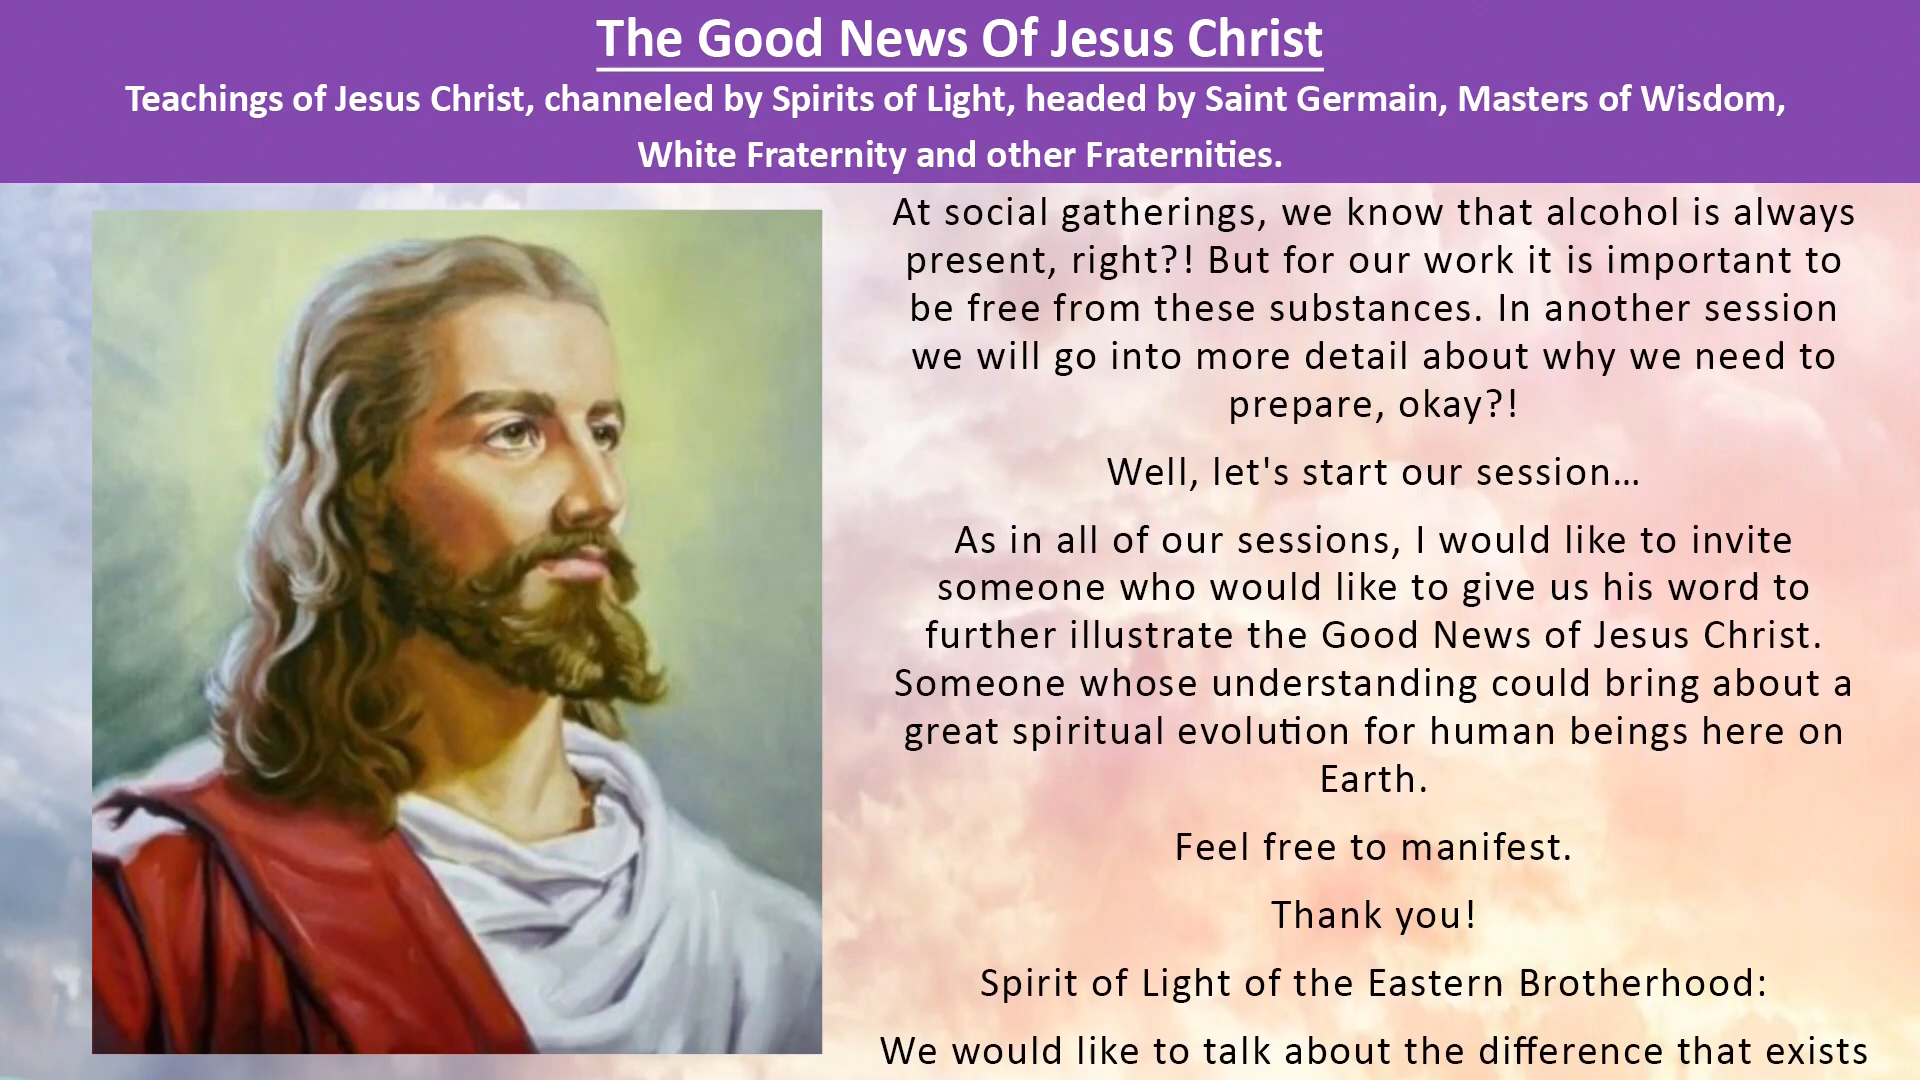 The Good News Of Jesus Christ
Teachings of Jesus Christ, channeled by Spirits of Light, headed by Saint Germain, Masters of Wisdom,
White Fraternity and other Fraternities.
At social gatherings, we know that alcohol is always
present, right?! But for our work it is important to
be free from these substances. In another session
we will go into more detail about why we need to
prepare, okay?!
Well, let's start our session…
As in all of our sessions, I would like to invite
someone who would like to give us his word to
further illustrate the Good News of Jesus Christ.
Someone whose understanding could bring about a
great spiritual evolution for human beings here on
Earth.
Feel free to manifest.
Thank you!
Spirit of Light of the Eastern Brotherhood:
We would like to talk about the difference that exists